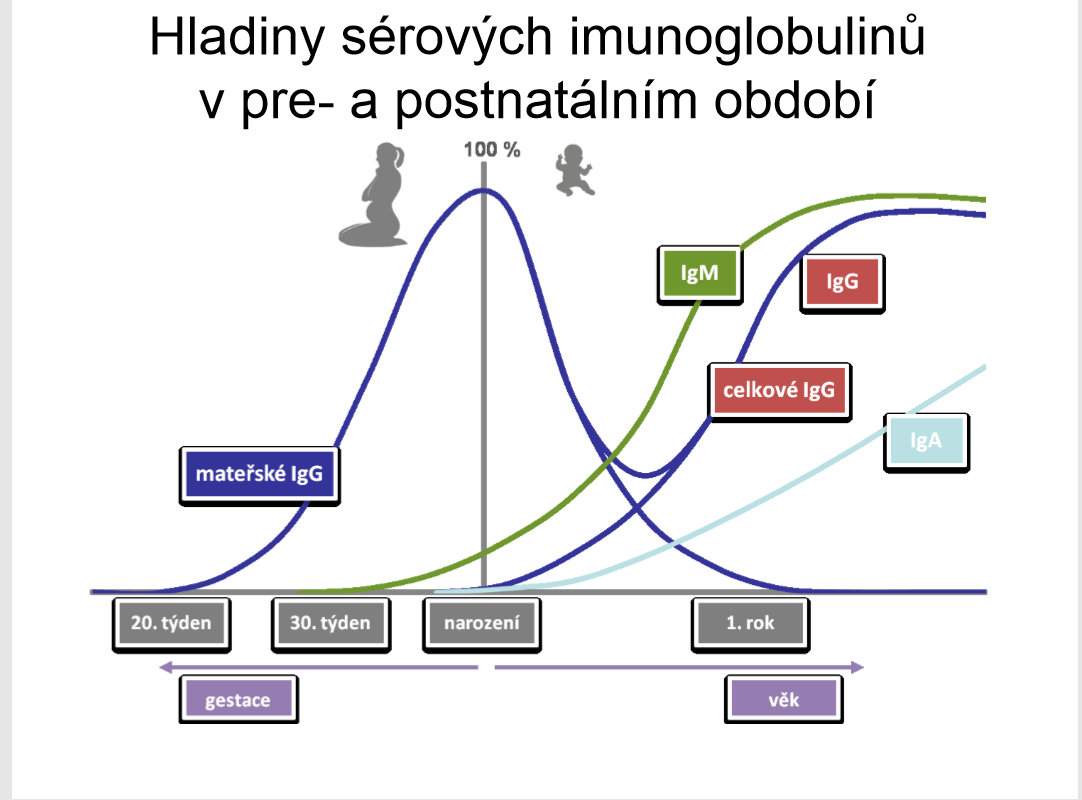 Hladiny sérových imunoglobulinů
v pre- a postnatálním období
100 %
IgM
IgG
celkové IgG
IgA
mateřské IgG
20. týden
30. týden
narození
1. rok
gestace
věk